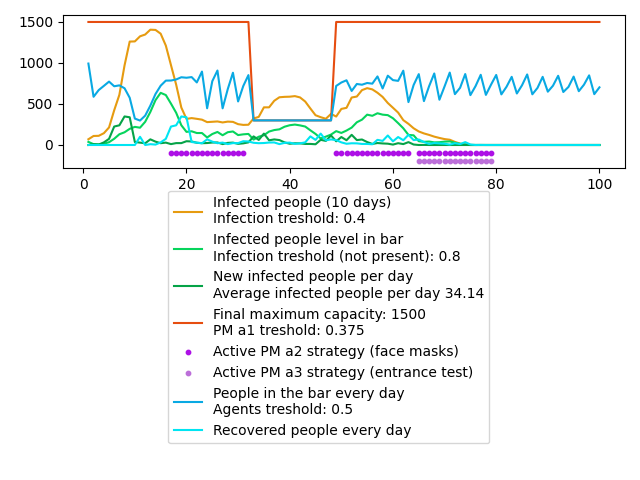 1500
1000
500
0
0 20 40 60 80 100
Infected people (10 days)
Infection treshold: 0.4
Infected people level in bar
Infection treshold (not present): 0.8
New infected people per day
Average infected people per day 34.14
Final maximum capacity: 1500
PM a1 treshold: 0.375
Active PM a2 strategy (face masks)
Active PM a3 strategy (entrance test)
People in the bar every day
Agents treshold: 0.5
Recovered people every day